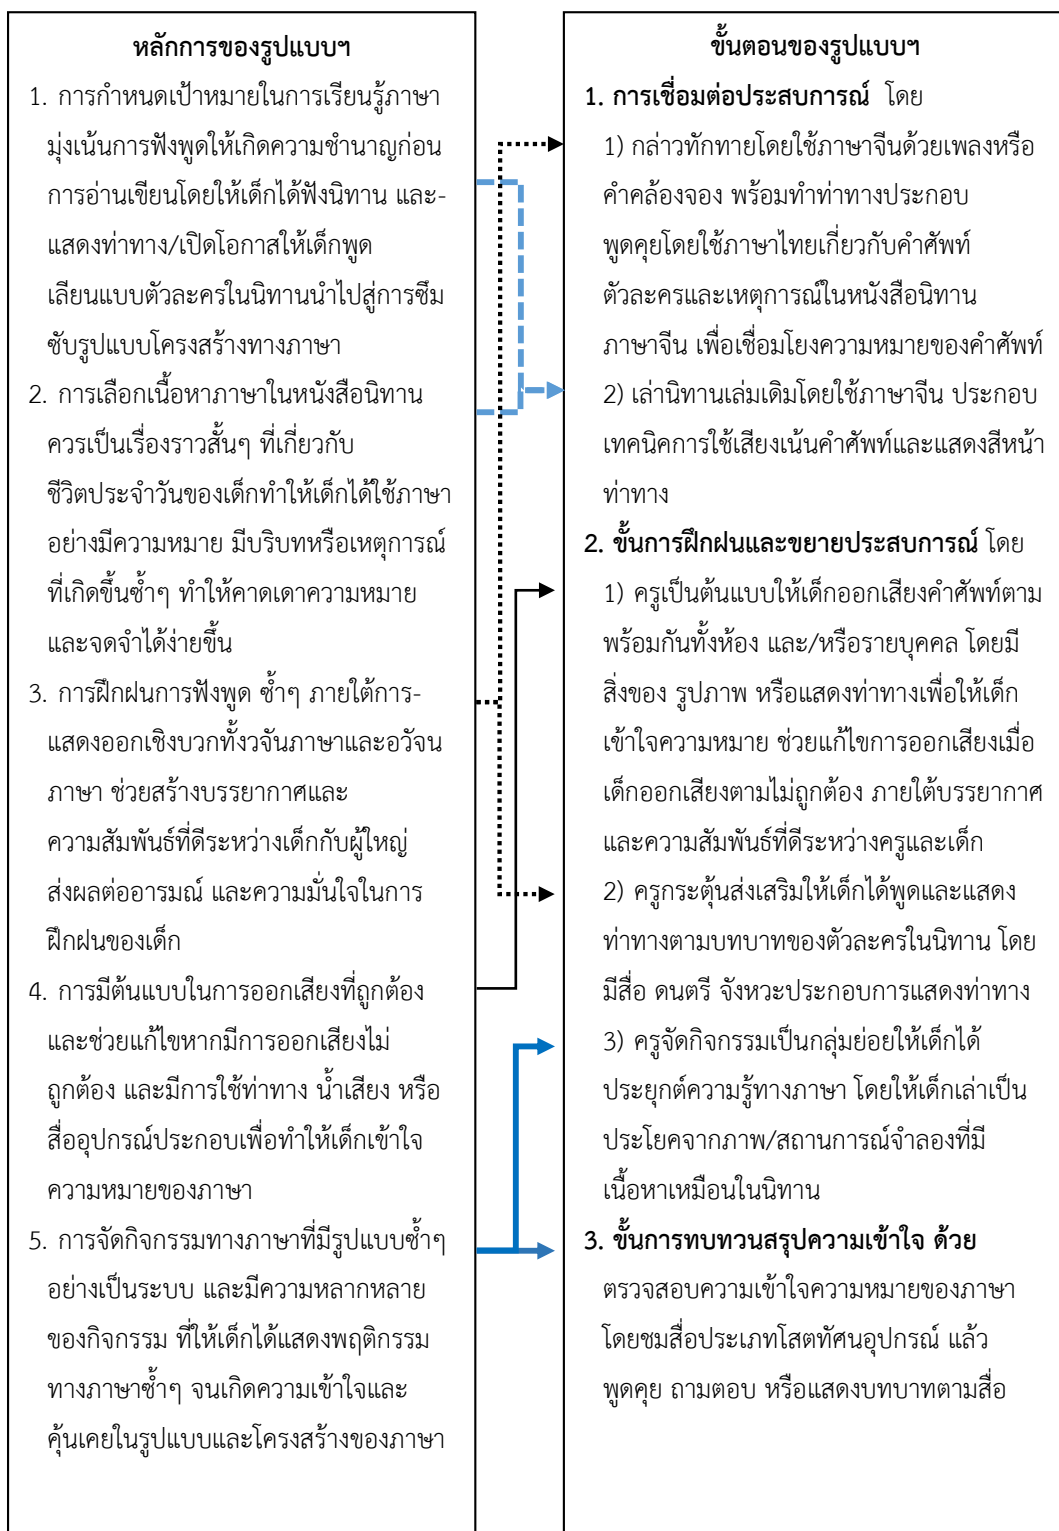 หลักการของรูปแบบฯ
1. การกำหนดเป้าหมายในการเรียนรู้ภาษา
มุ่งเน้นการฟังพูดให้เกิดความชำนาญก่อน
การอ่านเขียนโดยให้เด็กได้ฟังนิทาน และ-
แสดงท่าทาง/เปิดโอกาสให้เด็กพูด
เลียนแบบตัวละครในนิทานนำไปสู่การซึม
ซับรูปแบบโครงสร้างทางภาษา
2. การเลือกเนื้อหาภาษาในหนังสือนิทาน
ควรเป็นเรื่องราวสั้นๆ ที่เกี่ยวกับ
ชีวิตประจำวันของเด็กทำให้เด็กได้ใช้ภาษา
อย่างมีความหมาย มีบริบทหรือเหตุการณ์
ที่เกิดขึ้นซ้ำๆ ทำให้คาดเดาความหมาย
และจดจำได้ง่ายขึ้น
3. การฝึกฝนการฟังพูด ซ้ำๆ ภายใต้การ-
แสดงออกเชิงบวกทั้งวจันภาษาและอวัจน
ภาษา ช่วยสร้างบรรยากาศและ
ความสัมพันธ์ที่ดีระหว่างเด็กกับผู้ใหญ่
ส่งผลต่ออารมณ์ และความมั่นใจในการ
ฝึกฝนของเด็ก
4. การมีต้นแบบในการออกเสียงที่ถูกต้อง
และช่วยแก้ไขหากมีการออกเสียงไม่
ถูกต้อง และมีการใช้ท่าทาง น้ำเสียง หรือ
สื่ออุปกรณ์ประกอบเพื่อทำให้เด็กเข้าใจ
ความหมายของภาษา
5. การจัดกิจกรรมทางภาษาที่มีรูปแบบซ้ำๆ
อย่างเป็นระบบ และมีความหลากหลาย
ของกิจกรรม ที่ให้เด็กได้แสดงพฤติกรรม
ทางภาษาซ้ำๆ จนเกิดความเข้าใจและ
คุ้นเคยในรูปแบบและโครงสร้างของภาษา
ขั้นตอนของรูปแบบฯ
1. การเชื่อมต่อประสบการณ์ โดย
1) กล่าวทักทายโดยใช้ภาษาจีนด้วยเพลงหรือ
คำคล้องจอง พร้อมทำท่าทางประกอบ
พูดคุยโดยใช้ภาษาไทยเกี่ยวกับคำศัพท์
ตัวละครและเหตุการณ์ในหนังสือนิทาน
ภาษาจีน เพื่อเชื่อมโยงความหมายของคำศัพท์
2) เล่านิทานเล่มเดิมโดยใช้ภาษาจีน ประกอบ
เทคนิคการใช้เสียงเน้นคำศัพท์และแสดงสีหน้า
ท่าทาง
2. ขั้นการฝึกฝนและขยายประสบการณ์ โดย
1) ครูเป็นต้นแบบให้เด็กออกเสียงคำศัพท์ตาม
พร้อมกันทั้งห้อง และ/หรือรายบุคคล โดยมี
สิ่งของ รูปภาพ หรือแสดงท่าทางเพื่อให้เด็ก
เข้าใจความหมาย ช่วยแก้ไขการออกเสียงเมื่อ
เด็กออกเสียงตามไม่ถูกต้อง ภายใต้บรรยากาศ
และความสัมพันธ์ที่ดีระหว่างครูและเด็ก
2) ครูกระตุ้นส่งเสริมให้เด็กได้พูดและแสดง
ท่าทางตามบทบาทของตัวละครในนิทาน โดย
มีสื่อ ดนตรี จังหวะประกอบการแสดงท่าทาง
3) ครูจัดกิจกรรมเป็นกลุ่มย่อยให้เด็กได้
ประยุกต์ความรู้ทางภาษา โดยให้เด็กเล่าเป็น
ประโยคจากภาพ/สถานการณ์จำลองที่มี
เนื้อหาเหมือนในนิทาน
3. ขั้นการทบทวนสรุปความเข้าใจ ด้วย
ตรวจสอบความเข้าใจความหมายของภาษา
โดยชมสื่อประเภทโสตทัศนอุปกรณ์ แล้ว
พูดคุย ถามตอบ หรือแสดงบทบาทตามสื่อ